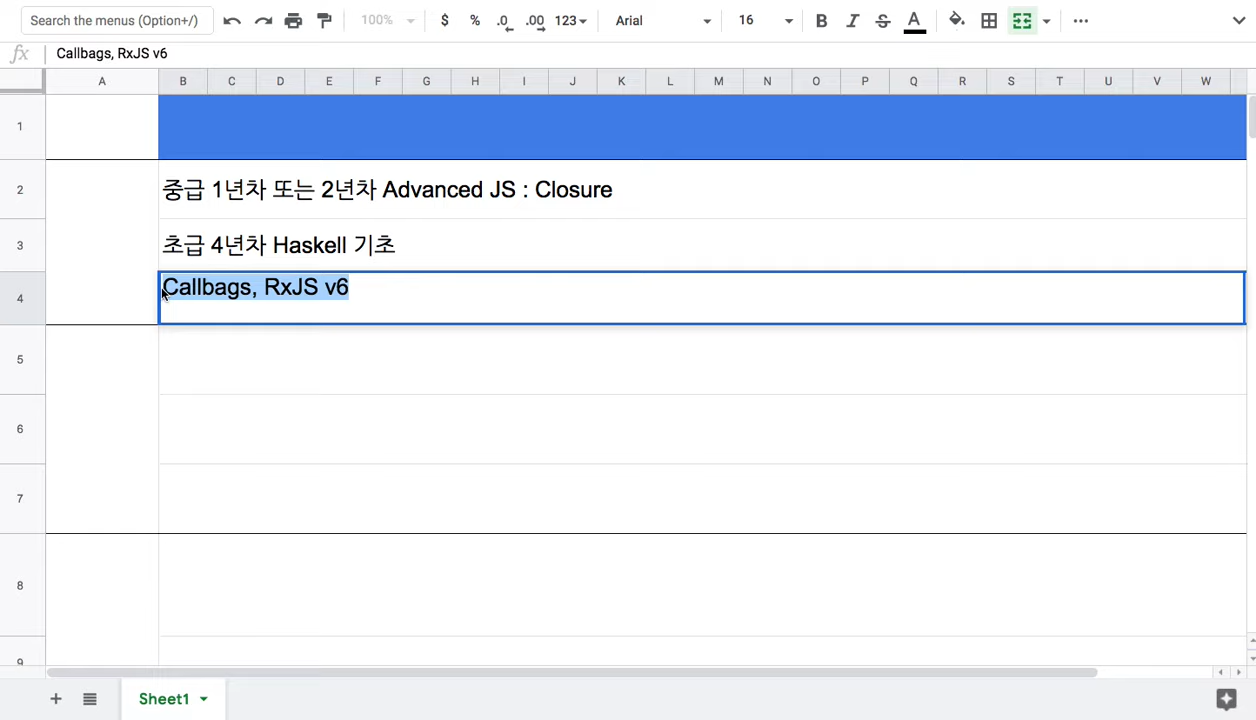 Search the menus (Option+/)
100%
$ % .0 .00 123
Arial
16
B I S A
fx
Callbags, RxJS v6
A B C D E F G H I J K L M N O P Q R S T U V W
1
2
중급 1년차 또는 2년차 Advanced JS : Closure
3
초급 4년차 Haskell 기초
4
Callbags, RxJS v6
5
6
7
8
9
+
Sheet1